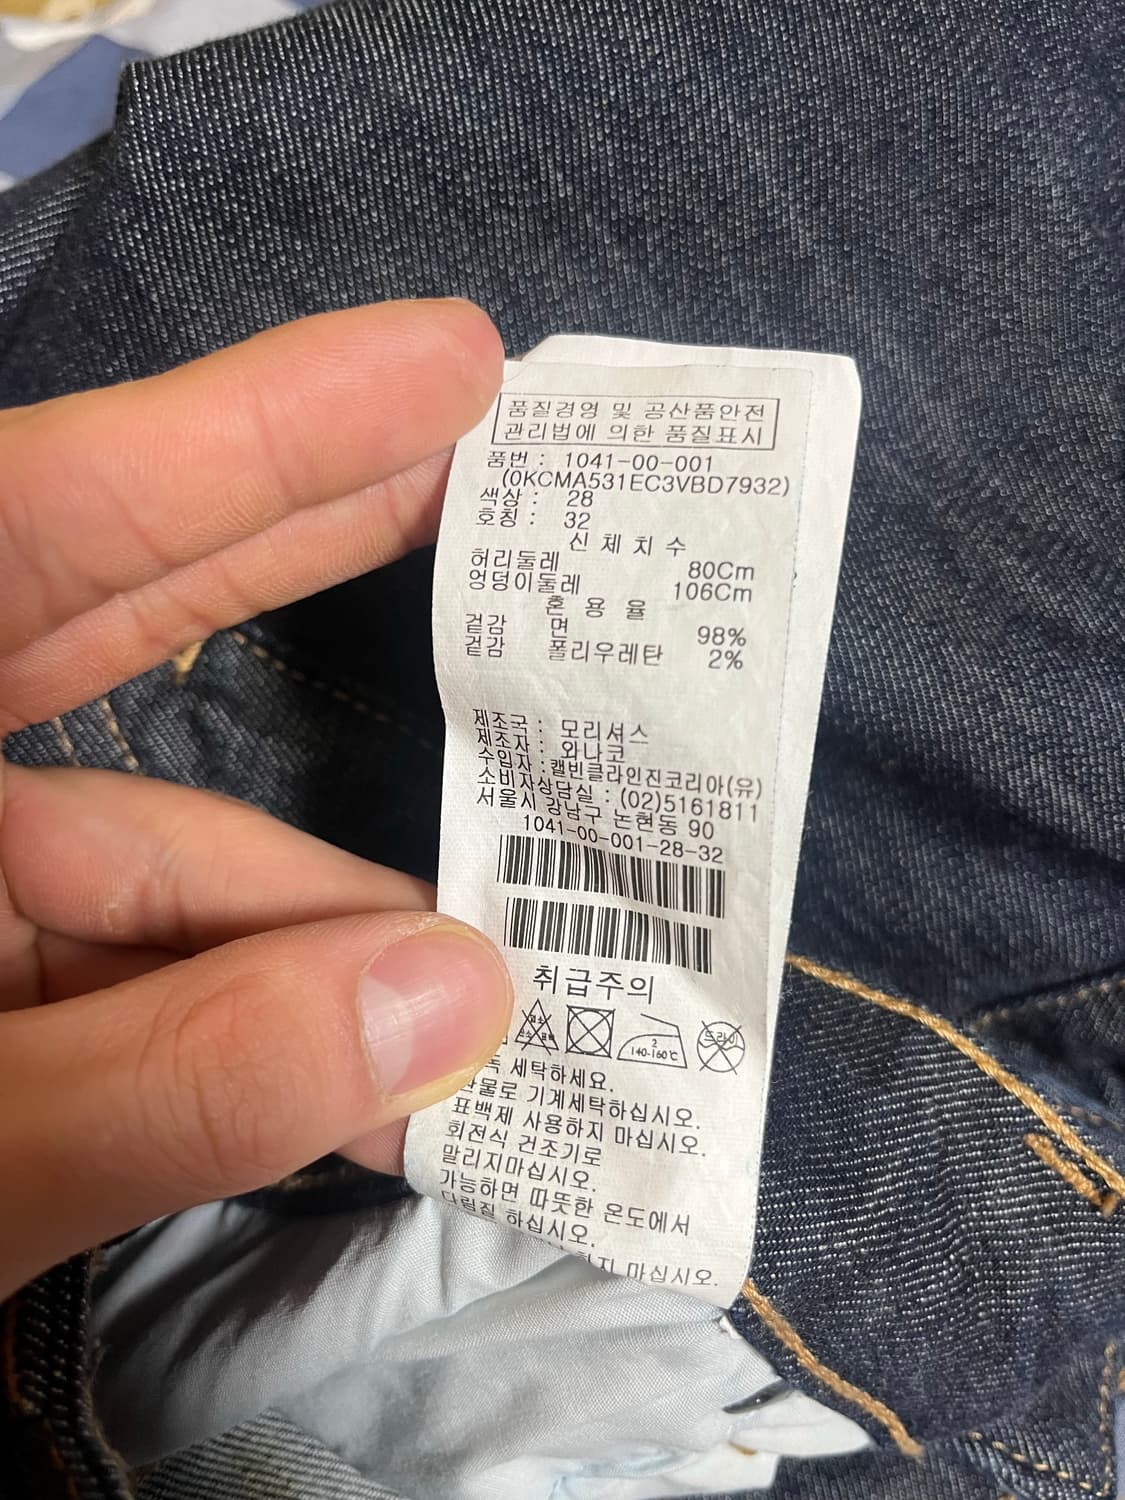 품질경영 및 공산품안전
관리법에 의한 품질표시
품번 : 1041-00-001
(0KCMA531EC3VBD7932)
색상 : 28
호칭 : 32
신 체 치 수
허리둘레 80Cm
엉덩이둘레 106Cm
혼 용 율
겉감 면 98%
겉감 폴리우레탄 2%
제조국 : 모리셔스
제조자 : 와나코
수입자 : 캘빈클라인진코리아(유)
소비자상담실 : (02)5161811
서울시 강남구 논현동 90
1041-00-001-28-32
취급주의
2
140-160℃
드라이
세탁하세요.
기계세탁하십시오.
표백제 사용하지 마십시오.
회전식 건조기로
말리지마십시오.
가능하면 따뜻한 온도에서
다림질 하십시오.
하지 마십시오.